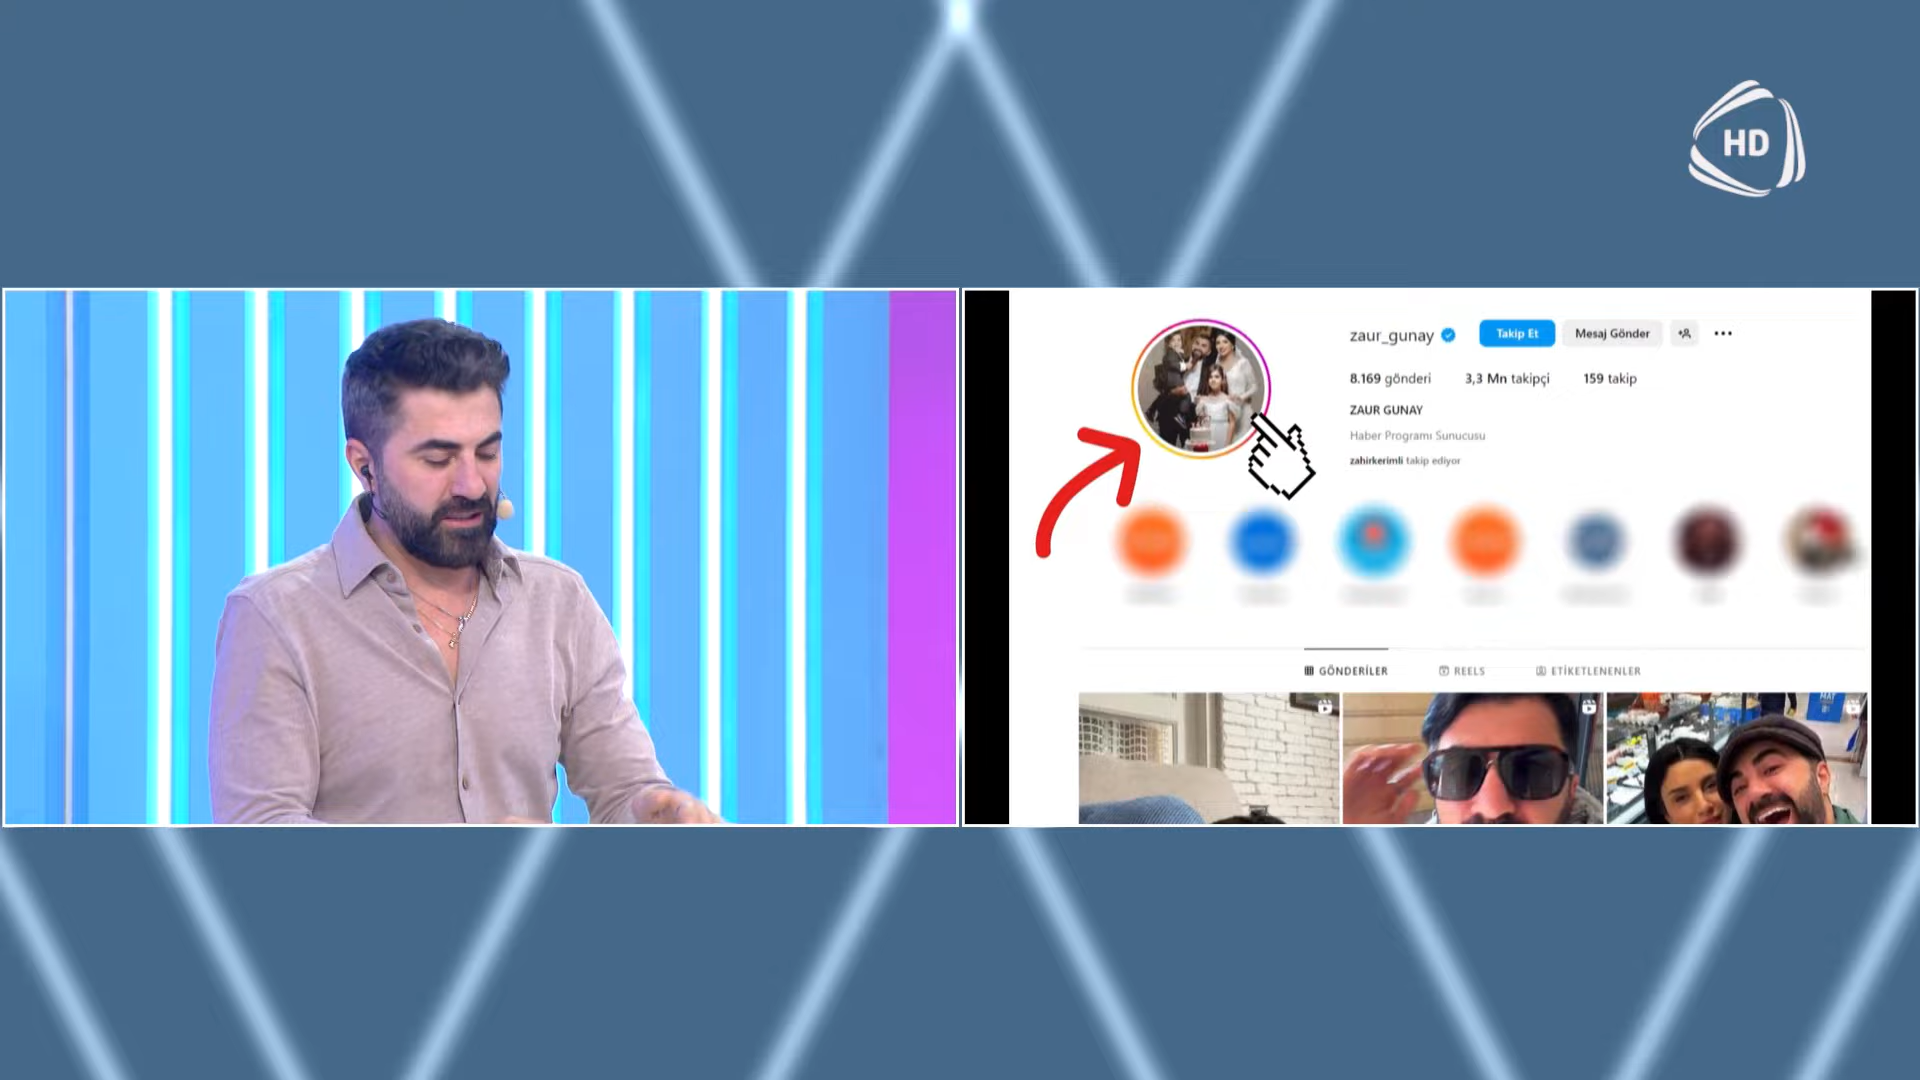 HD
zaur_gunay
Takip Et
Mesaj Gönder
8.169 gönderi
3,3 Mn takipçi
159 takip
ZAUR GUNAY
Haber Programı Sunucusu
zahirkerimli takip ediyor
GÖNDERİLER
REELS
ETİKETLENENLER